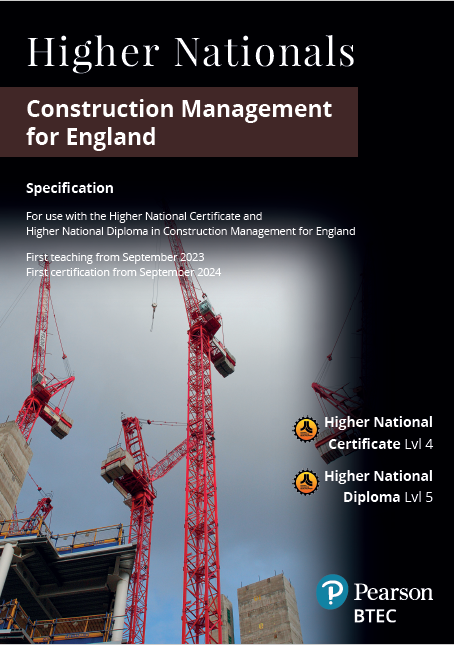 Higher Nationals
Construction Management
for England
Specification
For use with the Higher National Certificate and
Higher National Diploma in Construction Management for England
First teaching from September 2023
First certification from September 2024
Higher National
Certificate Lvl 4
Higher National
Diploma Lvl 5
Pearson
BTEC